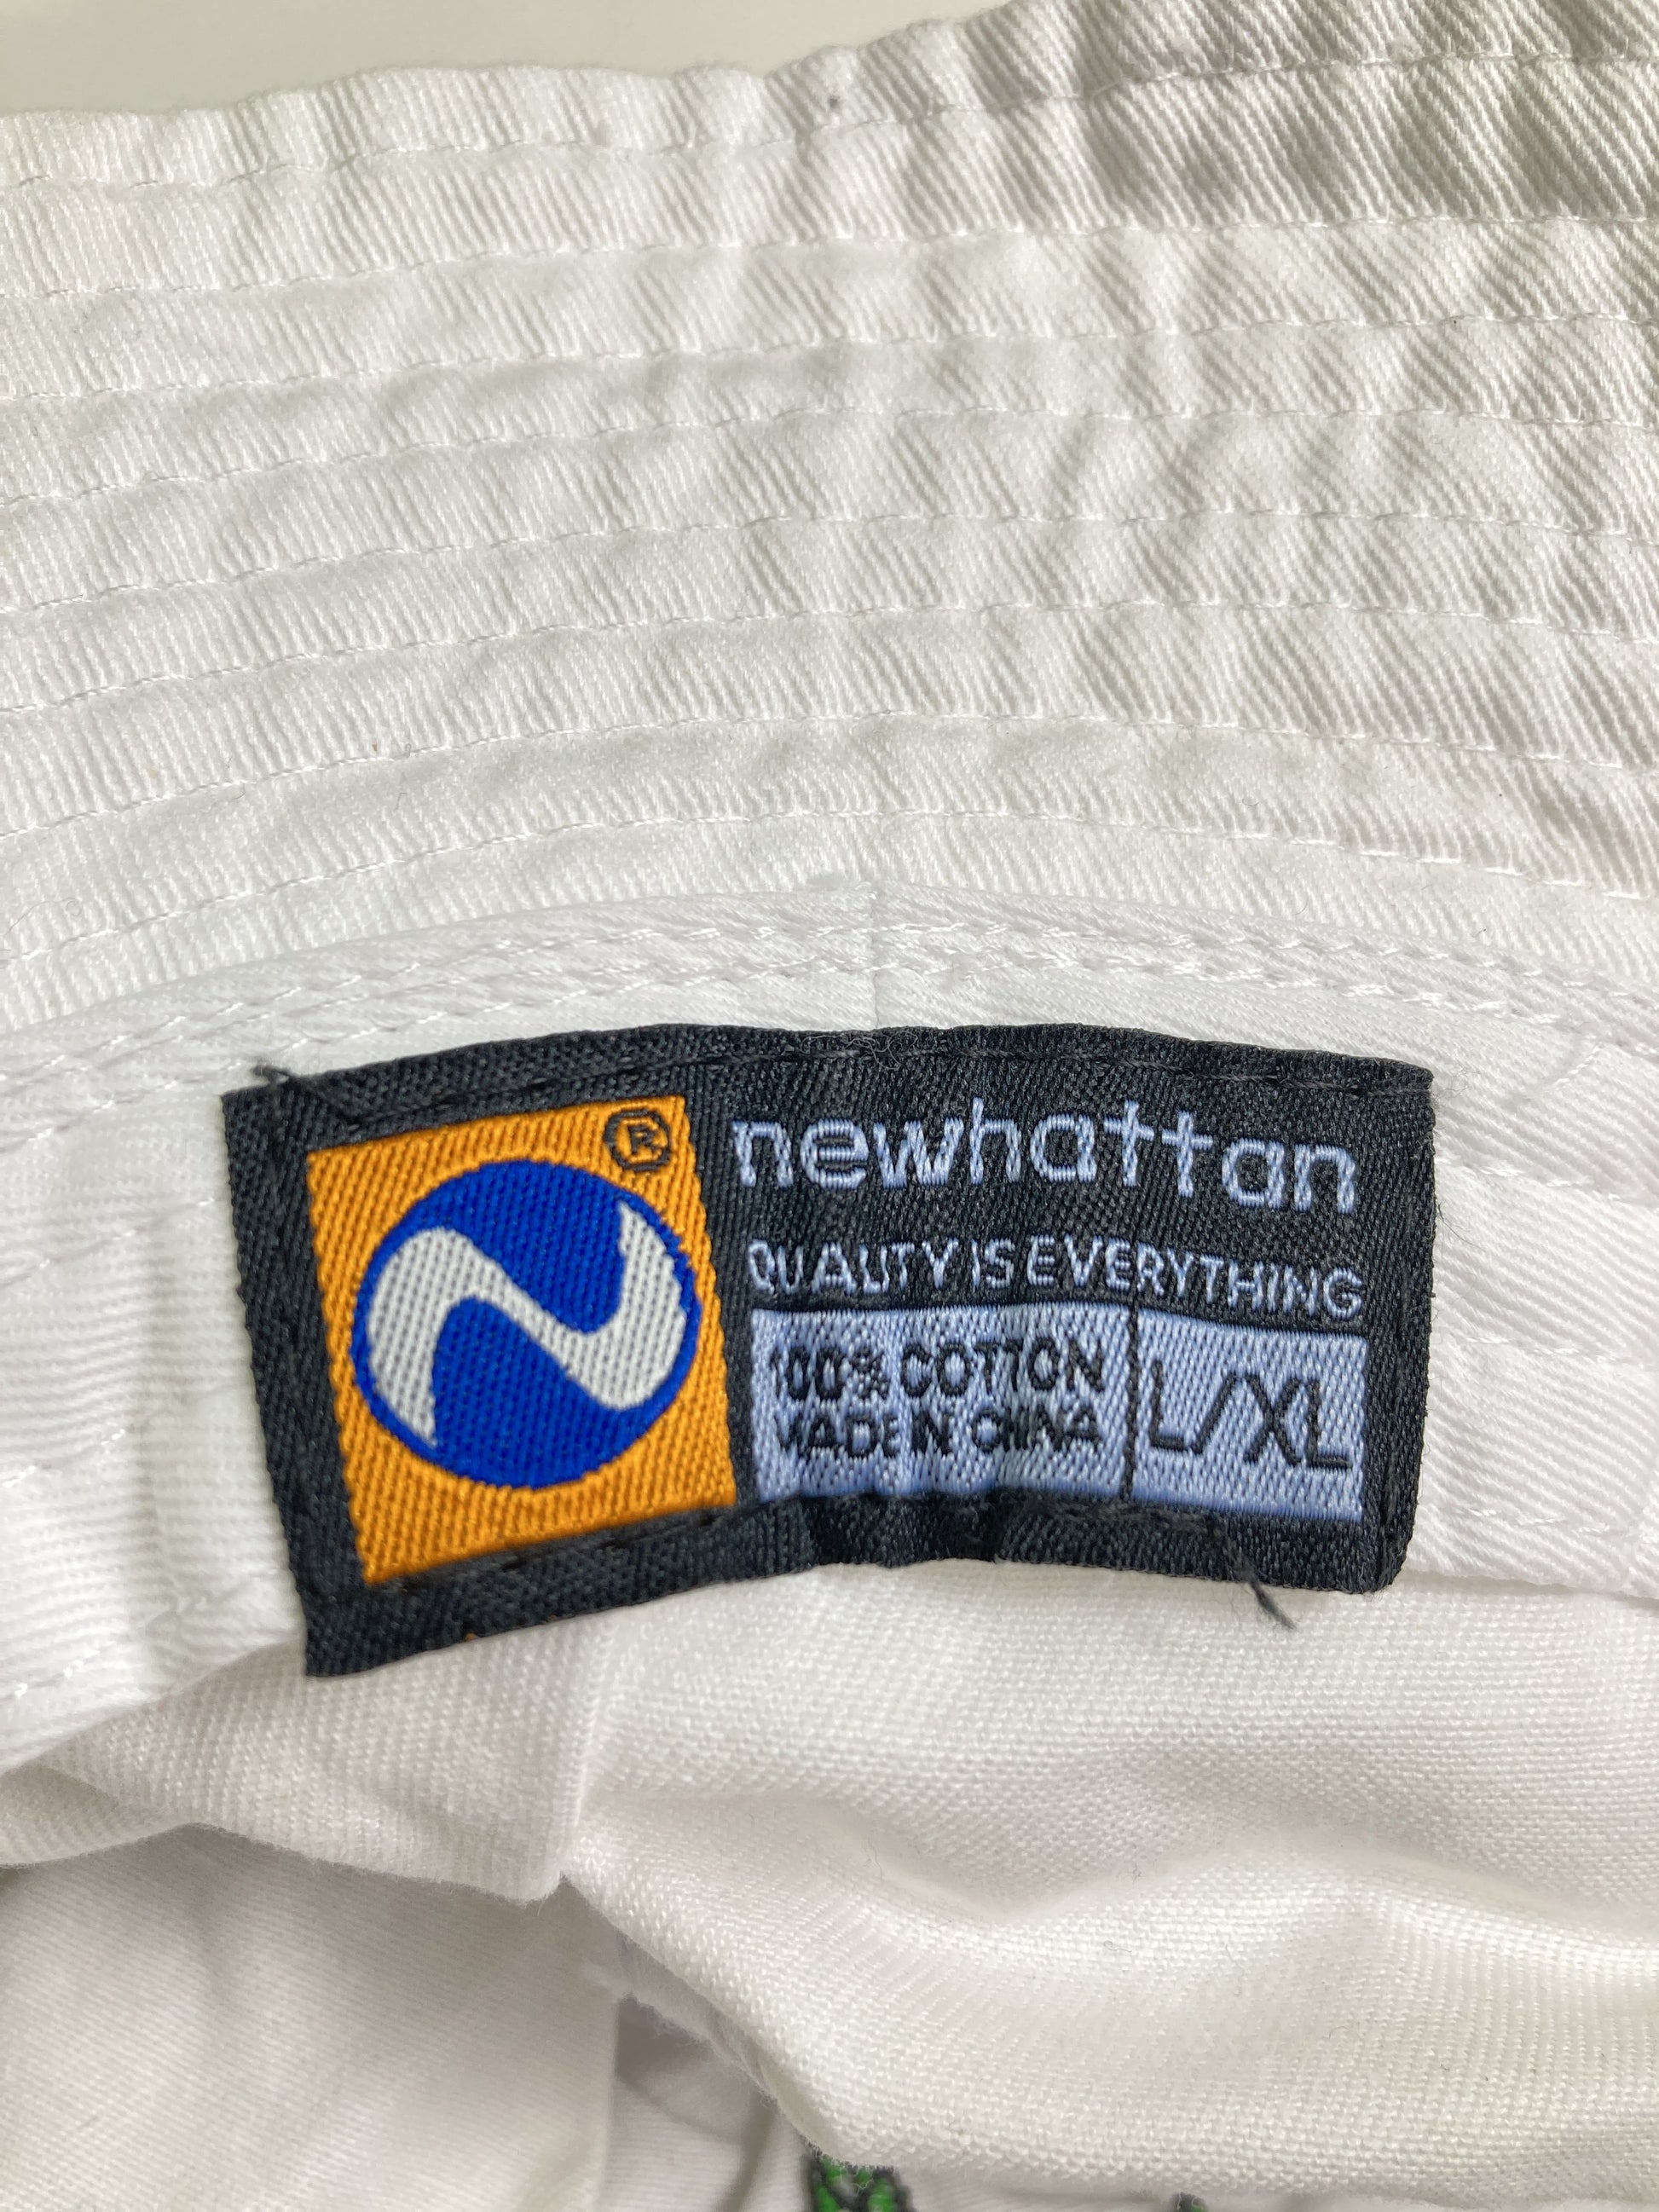 ®
newhattan
QUALITY IS EVERYTHING
100% COTTON
MADE IN CHINA
L/XL